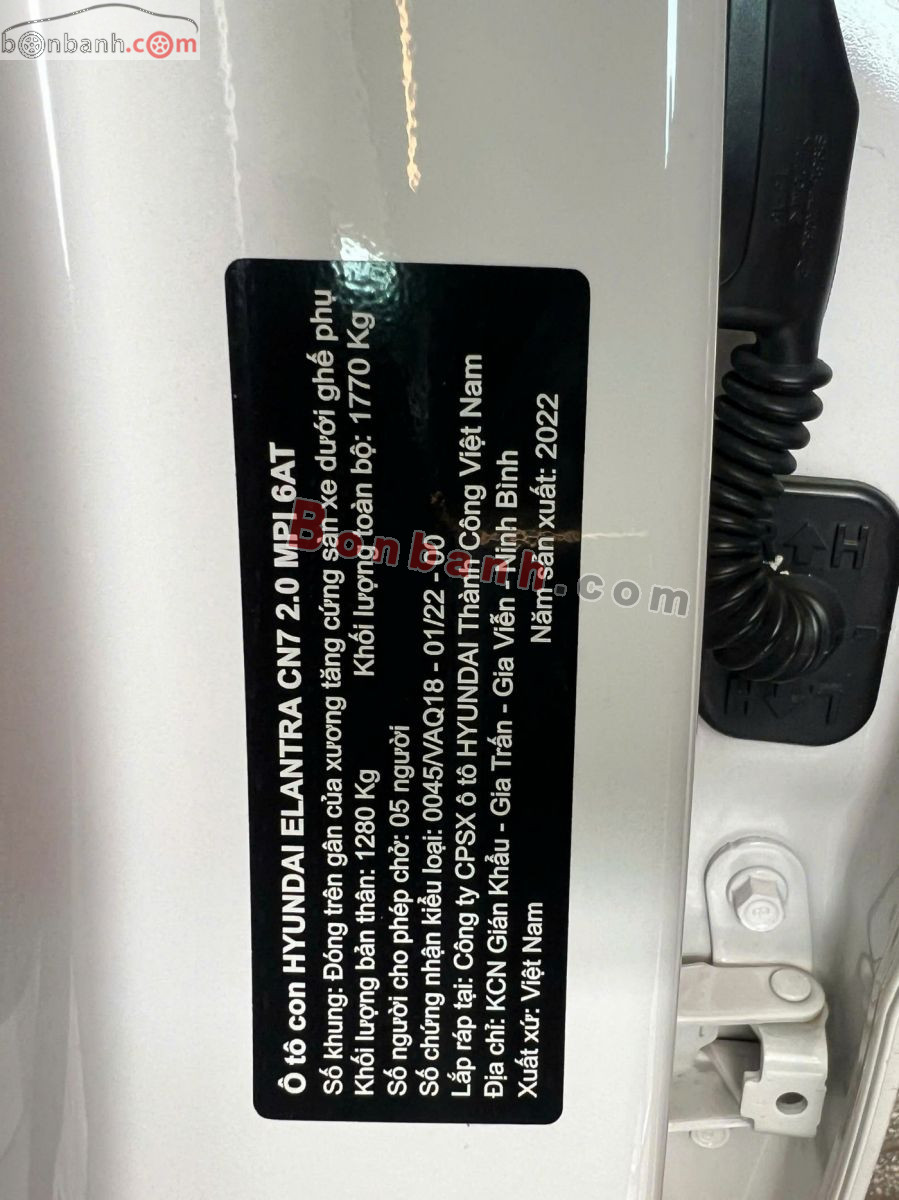 bonbanh.com
Ô tô con HYUNDAI ELANTRA CN7 2.0 MPI 6AT
Số khung: Đóng trên gân của xương tăng cứng sàn xe dưới ghế phụ
Khối lượng bản thân: 1280 Kg Khối lượng toàn bộ: 1770 Kg
Số người cho phép chở: 05 người
Số chứng nhận kiểu loại: 0045/VAQ18 - 01/22 - 00
Lắp ráp tại: Công ty CPSX ô tô HYUNDAI Thành Công Việt Nam
Địa chỉ: KCN Gián Khẩu - Gia Trấn - Gia Viễn - Ninh Bình
Xuất xứ: Việt Nam Năm sản xuất: 2022
Bonbanh.com
H
L
H
L